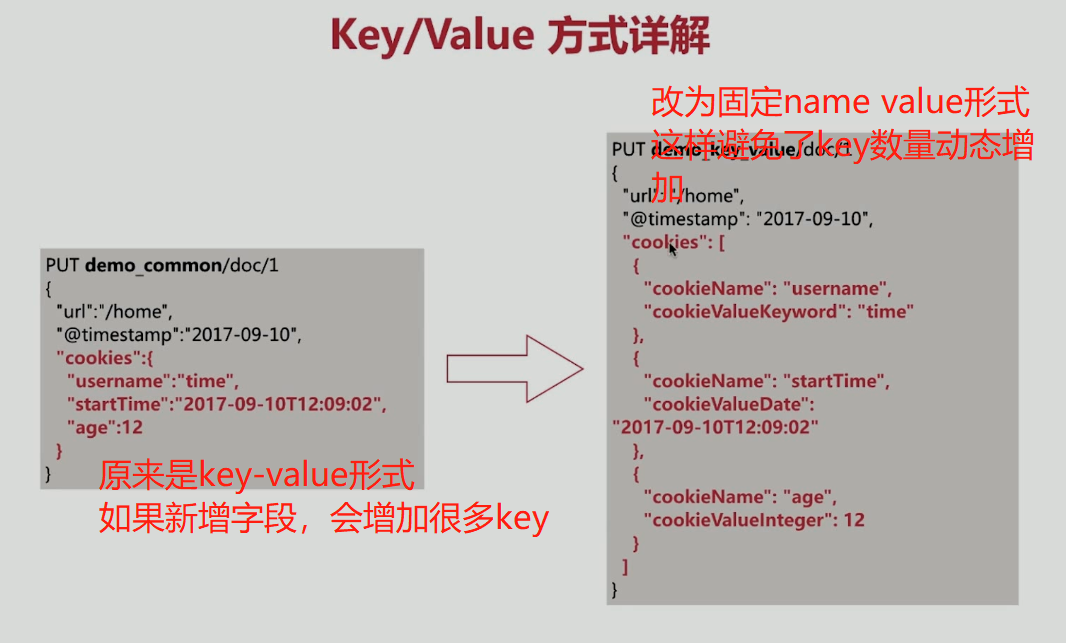 Key/Value 方式详解
改为固定name value形式
这样避免了key数量动态增
加
PUT demo_common/doc/1
{
"url":"/home",
"@timestamp":"2017-09-10",
"cookies":{
"username":"time",
"startTime":"2017-09-10T12:09:02",
"age":12
}
}
原来是key-value形式
如果新增字段，会增加很多key
PUT demo_key_value/doc/1
{
"url":"/home",
"@timestamp": "2017-09-10",
"cookies": [
{
"cookieName": "username",
"cookieValueKeyword": "time"
},
{
"cookieName": "startTime",
"cookieValueDate":
"2017-09-10T12:09:02"
},
{
"cookieName": "age",
"cookieValueInteger": 12
}
]
}